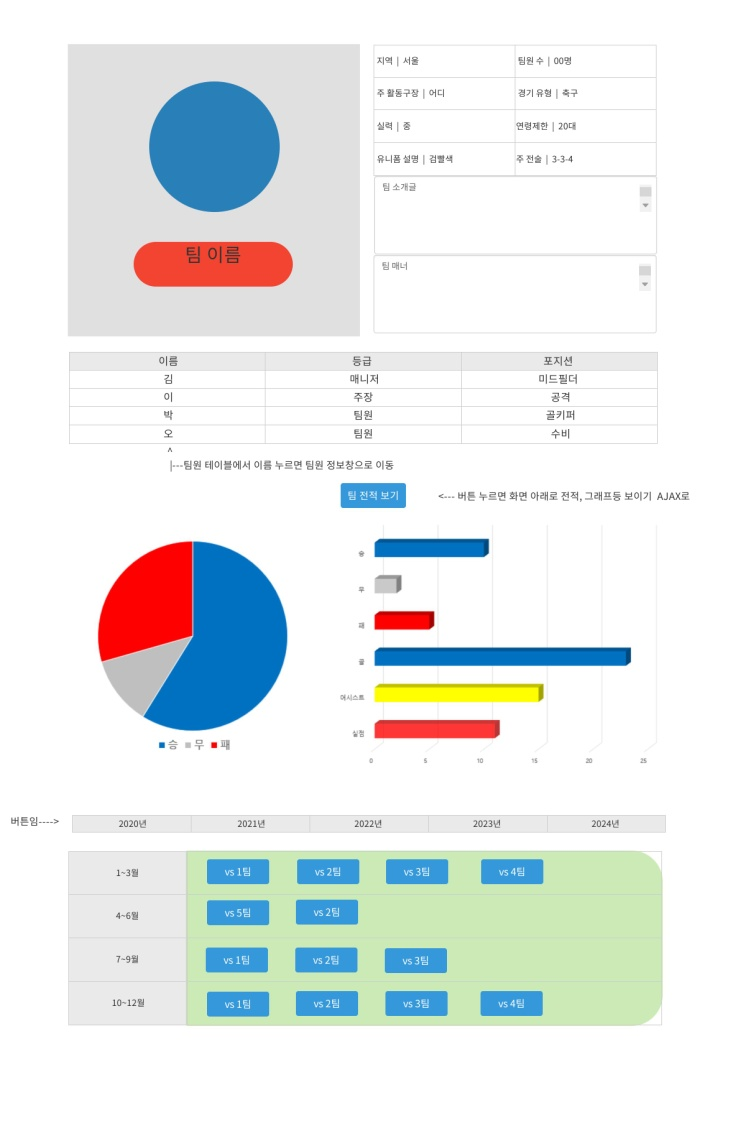 팀 이름
지역 | 서울
팀원 수 | 00명
주 활동구장 | 어디
경기 유형 | 축구
실력 | 중
연령제한 | 20대
유니폼 설명 | 검빨색
주 전술 | 3-3-4
팀 소개글
팀 매너
이름 등급 포지션
김 매니저 미드필더
이 주장 공격
박 팀원 골키퍼
오 팀원 수비
^
|---팀원 테이블에서 이름 누르면 팀원 정보창으로 이동
팀 전적 보기
<--- 버튼 누르면 화면 아래로 전적, 그래프등 보이기 AJAX로
승 무 패
승
무
패
골
어시스트
실점
0 5 10 15 20 25
버튼임---->
2020년 2021년 2022년 2023년 2024년
1~3월 vs 1팀 vs 2팀 vs 3팀 vs 4팀
4~6월 vs 5팀 vs 2팀
7~9월 vs 1팀 vs 2팀 vs 3팀
10~12월 vs 1팀 vs 2팀 vs 3팀 vs 4팀